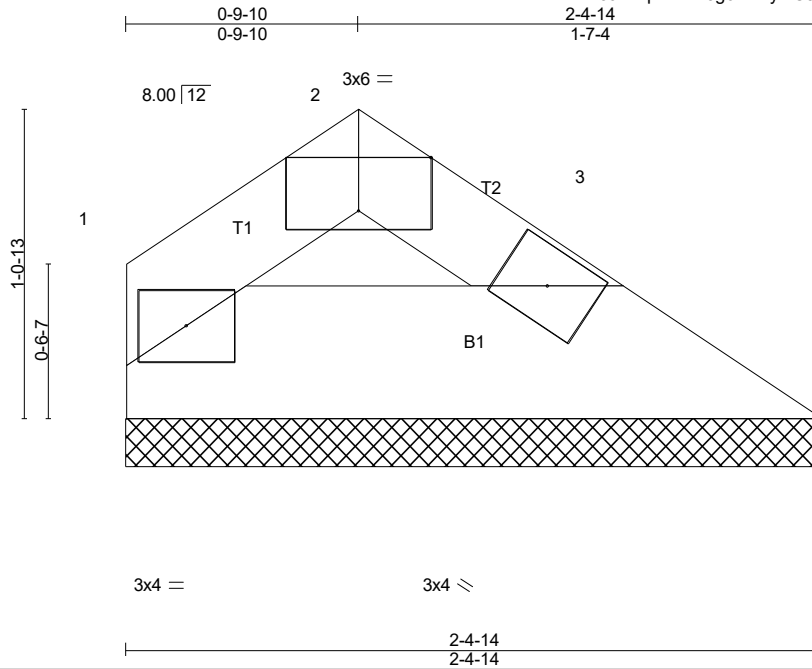 0-9-10 2-4-14
0-9-10 1-7-4
3x6 =
8.00 12
2
3
T2
1
T1
1-0-13
0-6-7
B1
3x4 =
3x4
2-4-14
2-4-14